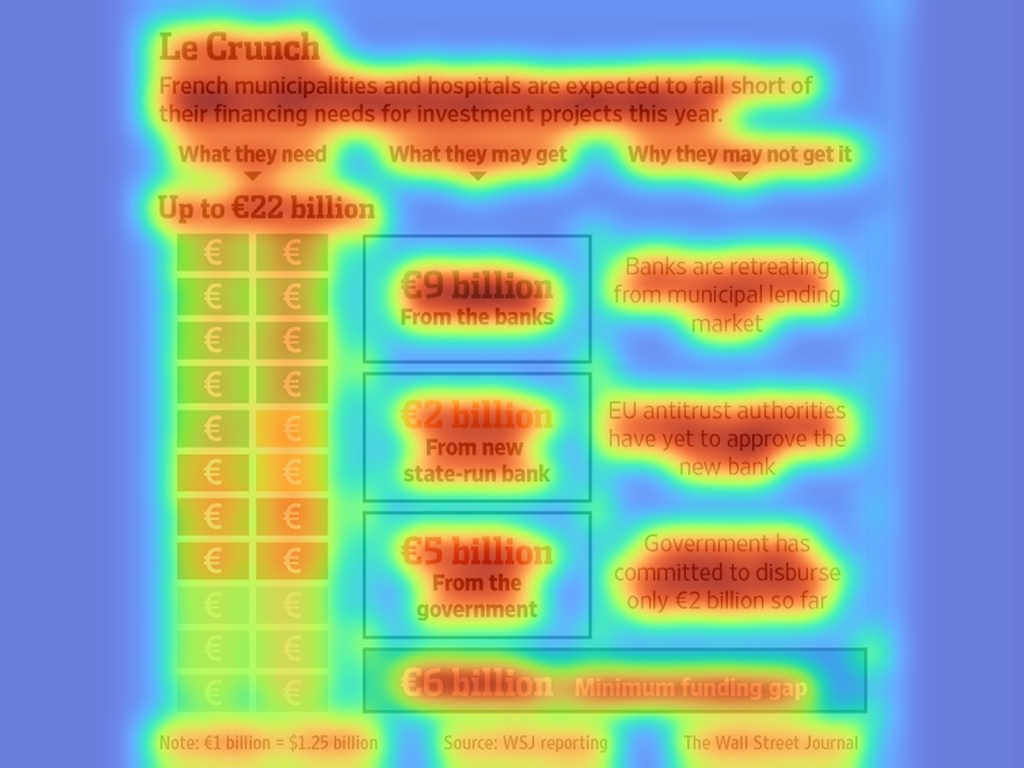 Le Crunch
French municipalities and hospitals are expected to fall short of
their financing needs for investment projects this year.
What they need
What they may get
Why they may not get it
Up to €22 billion
€ €
€ €
€ €
€ €
€ €
€ €
€ €
€ €
€ €
€ €
€ €
€9 billion
From the banks
Banks are retreating
from municipal lending
market
€2 billion
From new
state-run bank
EU antitrust authorities
have yet to approve the
new bank
€5 billion
From the
government
Government has
committed to disburse
only €2 billion so far
€6 billion Minimum funding gap
Note: €1 billion = $1.25 billion
Source: WSJ reporting
The Wall Street Journal